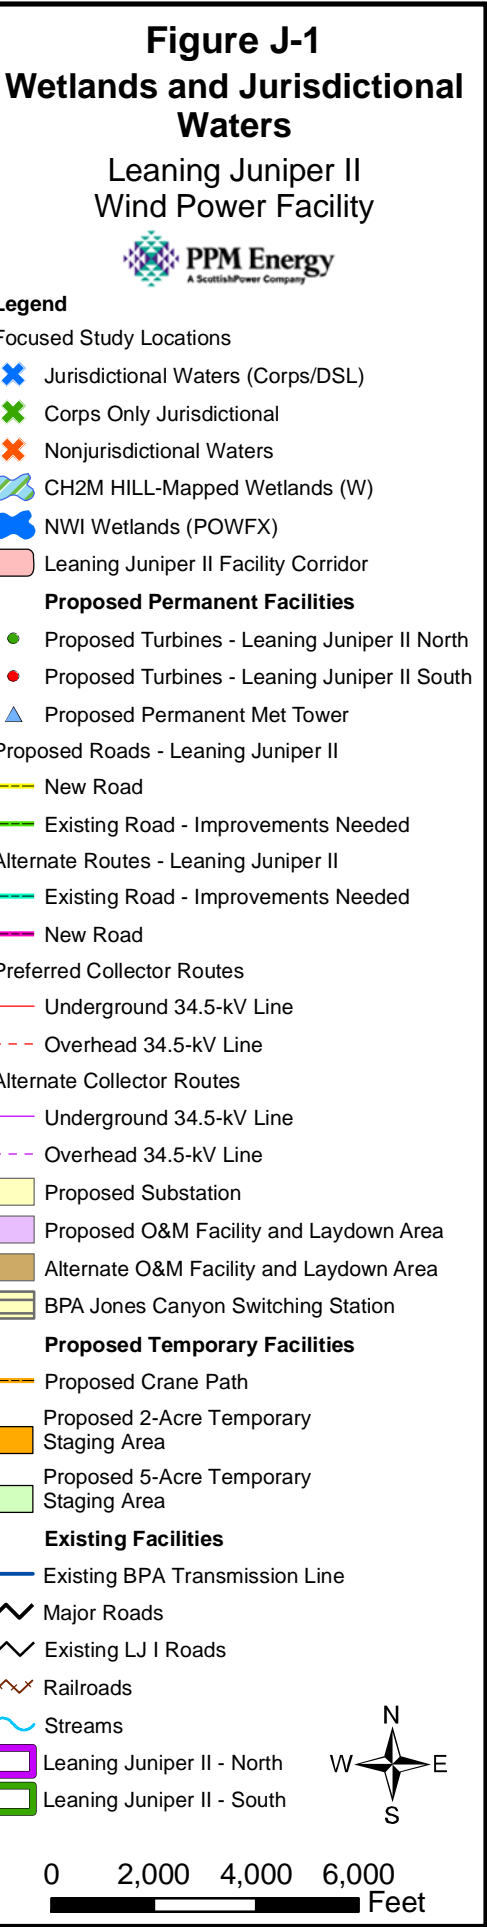 Figure J-1
Wetlands and Jurisdictional
Waters
Leaning Juniper II
Wind Power Facility
PPM Energy
A ScottishPower Company
Legend
Focused Study Locations
Jurisdictional Waters (Corps/DSL)
Corps Only Jurisdictional
Nonjurisdictional Waters
CH2M HILL-Mapped Wetlands (W)
NWI Wetlands (POWFX)
Leaning Juniper II Facility Corridor
Proposed Permanent Facilities
Proposed Turbines - Leaning Juniper II North
Proposed Turbines - Leaning Juniper II South
Proposed Permanent Met Tower
Proposed Roads - Leaning Juniper II
New Road
Existing Road - Improvements Needed
Alternate Routes - Leaning Juniper II
Existing Road - Improvements Needed
New Road
Preferred Collector Routes
Underground 34.5-kV Line
Overhead 34.5-kV Line
Alternate Collector Routes
Underground 34.5-kV Line
Overhead 34.5-kV Line
Proposed Substation
Proposed O&M Facility and Laydown Area
Alternate O&M Facility and Laydown Area
BPA Jones Canyon Switching Station
Proposed Temporary Facilities
Proposed Crane Path
Proposed 2-Acre Temporary
Staging Area
Proposed 5-Acre Temporary
Staging Area
Existing Facilities
Existing BPA Transmission Line
Major Roads
Existing LJ I Roads
Railroads
Streams
Leaning Juniper II - North
Leaning Juniper II - South
N
W E
S
0 2,000 4,000 6,000
Feet